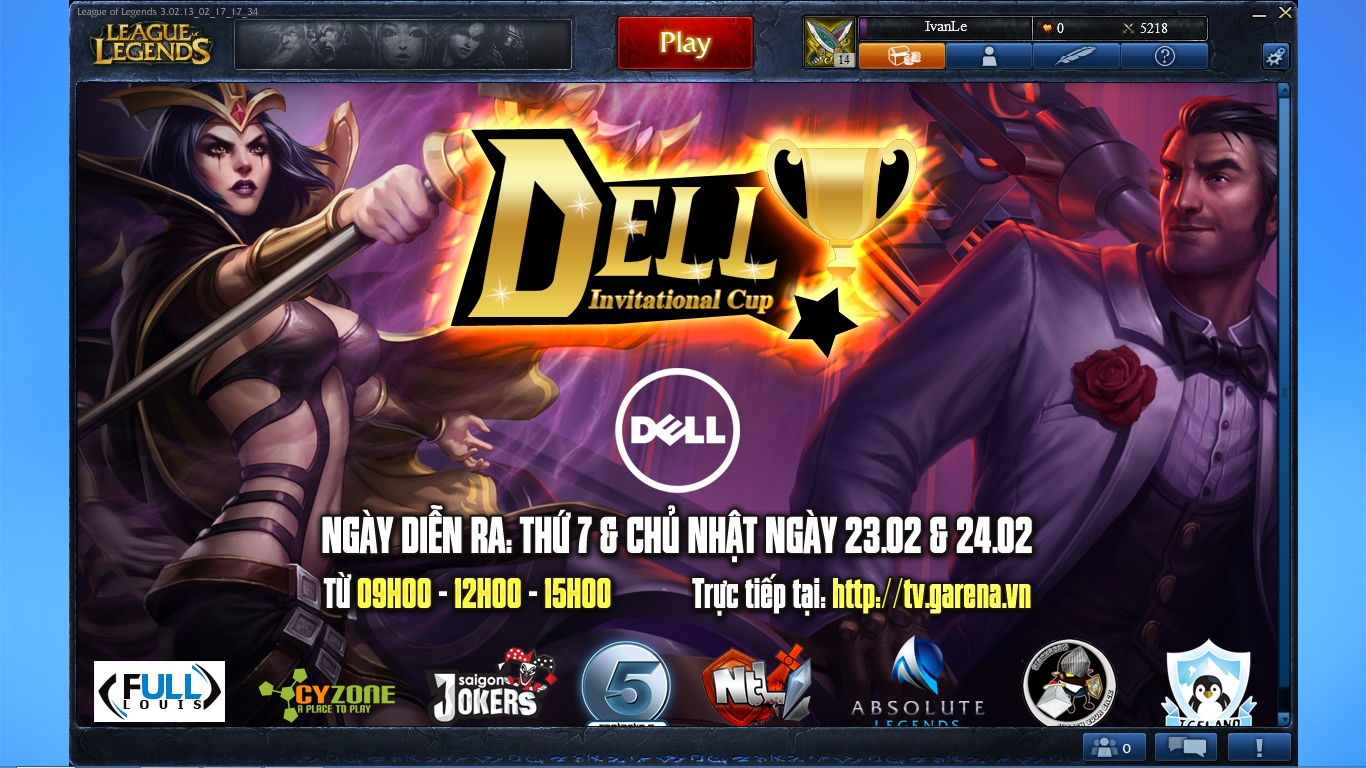 League of Legends 3.02.13_02_17_17_34
LEAGUE of LEGENDS
Play
14
IvanLe
0
5218
DELL
Invitational Cup
DELL
NGÀY DIỄN RA: THỨ 7 & CHỦ NHẬT NGÀY 23.02 & 24.02
TỪ 09H00 - 12H00 - 15H00
Trực tiếp tại: http://tv.garena.vn
FULL
LOUIS
CYZONE
A PLACE TO PLAY
saigon
JOKERS
5
NtW
ABSOLUTE
LEGENDS
ICELAND
0